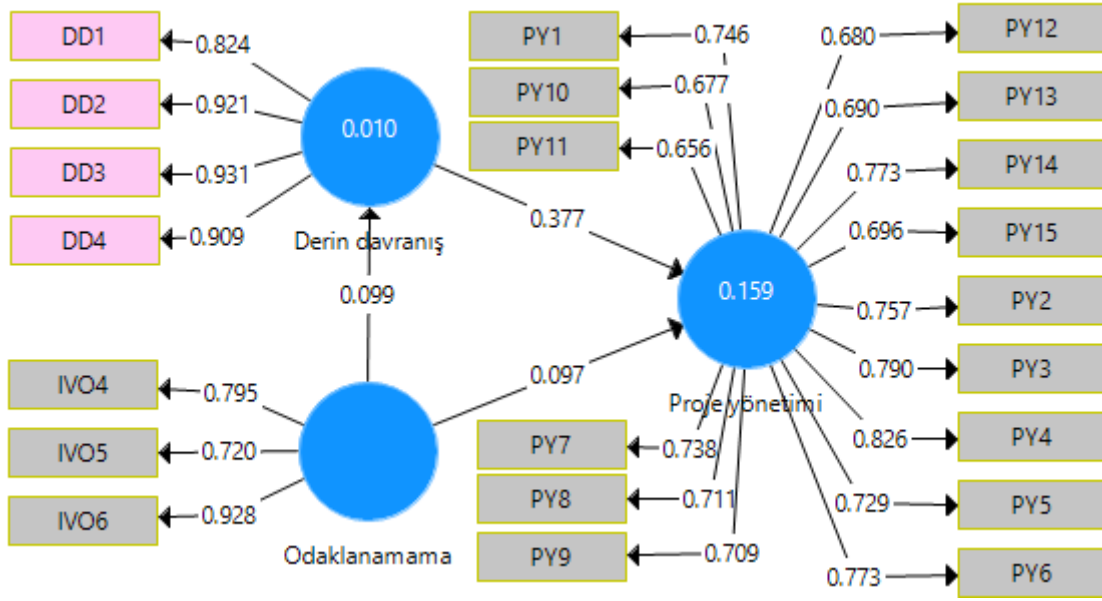 DD1
0.824
DD2
0.921
DD3
0.931
DD4
0.909
0.010
Derin davranış
0.099
0.377
IVO4
0.795
IVO5
0.720
IVO6
0.928
Odaklanamama
0.097
PY1
0.746
PY10
0.677
PY11
0.656
0.159
Proje yönetimi
PY7
0.738
PY8
0.711
PY9
0.709
0.680
PY12
0.690
PY13
0.773
PY14
0.696
PY15
0.757
PY2
0.790
PY3
0.826
PY4
0.729
PY5
0.773
PY6